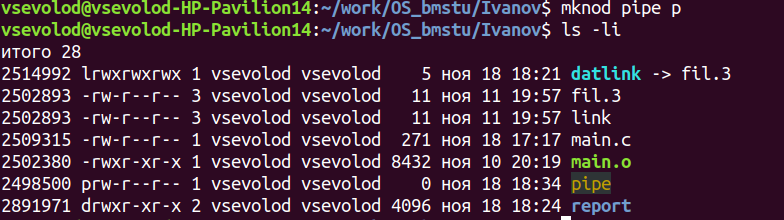 vsevolod@vsevolod-HP-Pavilion14:~/work/OS_bmstu/Ivanov$ mknod pipe p
vsevolod@vsevolod-HP-Pavilion14:~/work/OS_bmstu/Ivanov$ ls -li
итого 28
2514992 lrwxrwxrwx 1 vsevolod vsevolod    5 ноя 18 18:21 datlink -> fil.3
2502893 -rw-r--r-- 3 vsevolod vsevolod   11 ноя 11 19:57 fil.3
2502893 -rw-r--r-- 3 vsevolod vsevolod   11 ноя 11 19:57 link
2509315 -rw-r--r-- 1 vsevolod vsevolod  271 ноя 18 17:17 main.c
2502380 -rwxr-xr-x 1 vsevolod vsevolod 8432 ноя 10 20:19 main.o
2498500 prw-r--r-- 1 vsevolod vsevolod    0 ноя 18 18:34 pipe
2891971 drwxr-xr-x 2 vsevolod vsevolod 4096 ноя 18 18:24 report